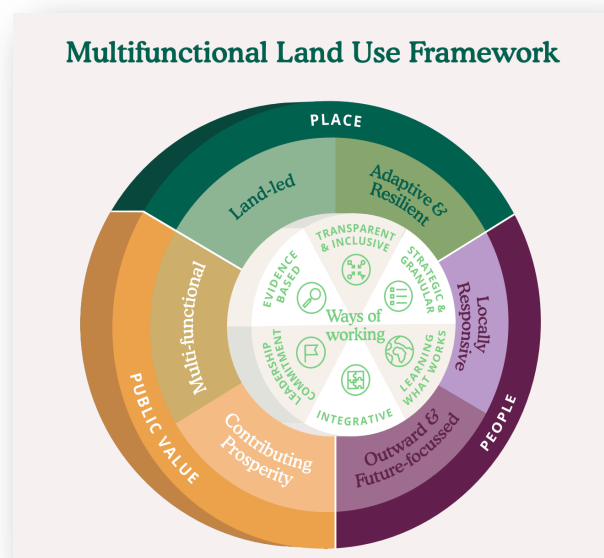 Multifunctional Land Use Framework
PLACE
Land-led
Adaptive &
Resilient
TRANSPARENT
& INCLUSIVE
EVIDENCE
BASED
STRATEGIC &
GRANULAR
Multi-functional
Ways of
working
Locally
Responsive
LEADERSHIP
COMMITMENT
LEARNING
WHAT WORKS
INTEGRATIVE
PUBLIC VALUE
Contributing
Prosperity
Outward &
Future-focussed
PEOPLE